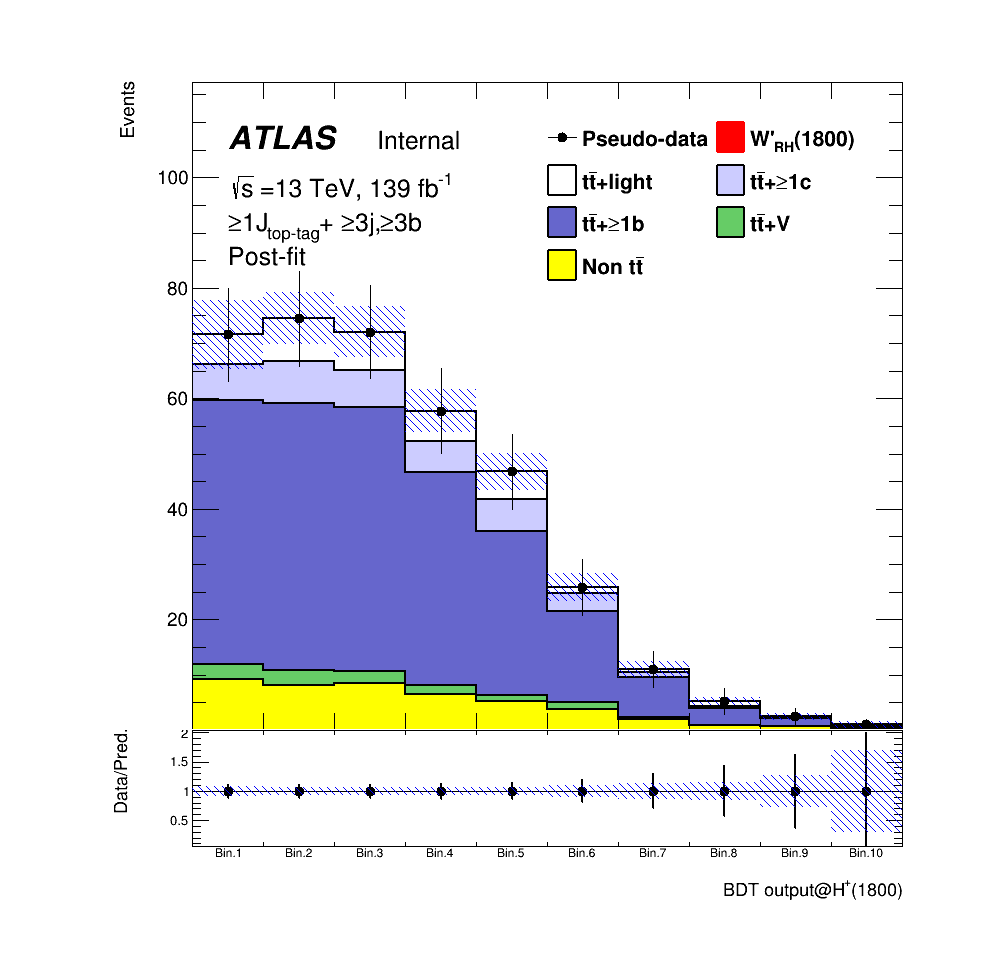 Events
ATLAS Internal
√s =13 TeV, 139 fb⁻¹
≥1J_top-tag+ ≥3j,≥3b
Post-fit
Pseudo-data W′_RH(1800)
tt̄+light tt̄+≥1c
tt̄+≥1b tt̄+V
Non tt̄
100
80
60
40
20
Data/Pred.
2
1.5
1
0.5
Bin.1 Bin.2 Bin.3 Bin.4 Bin.5 Bin.6 Bin.7 Bin.8 Bin.9 Bin.10
BDT output@H⁺(1800)